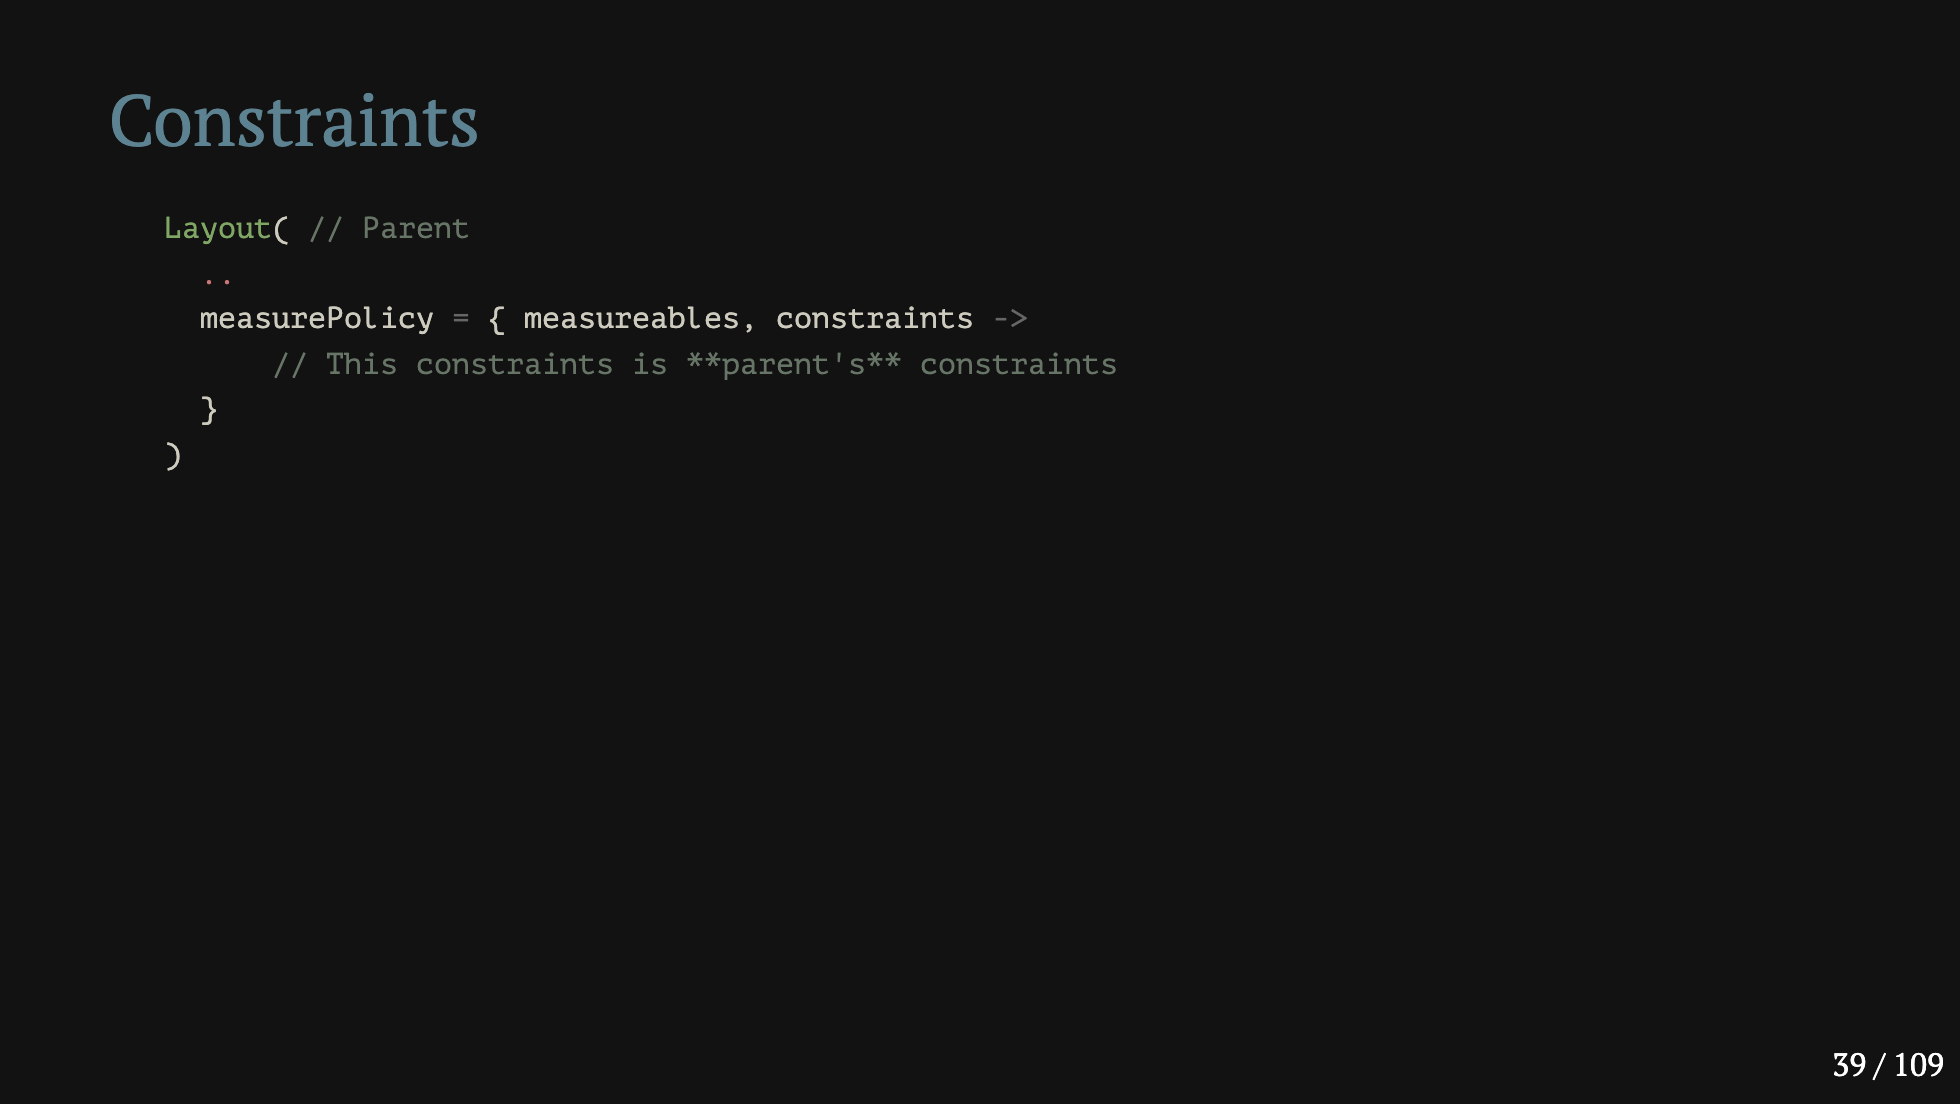 Constraints
Layout( // Parent
..
measurePolicy = { measureables, constraints ->
// This constraints is **parent's** constraints
}
)
39 / 109